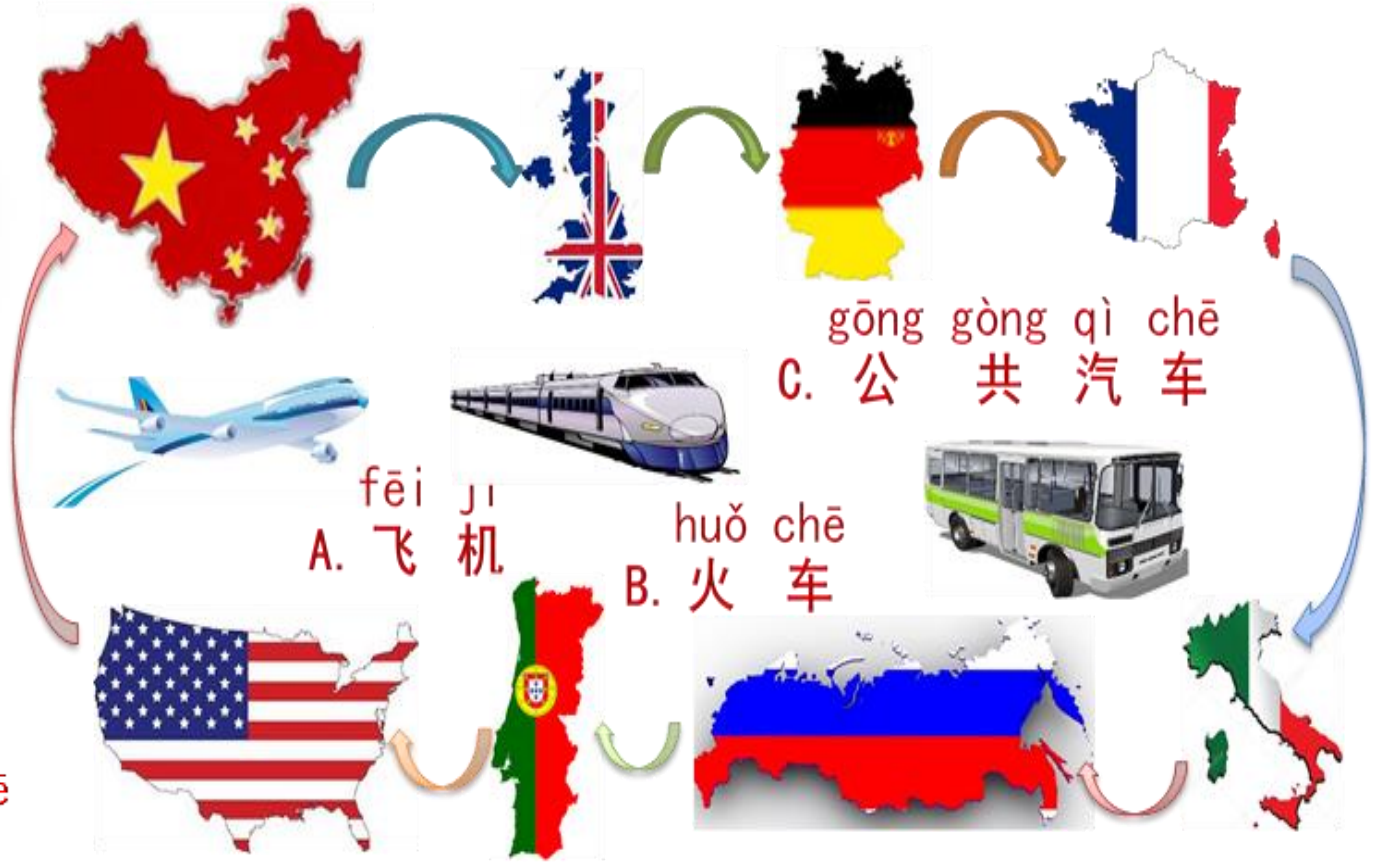 gōng gòng qì chē
C. 公 共 汽 车
fēi jī
A. 飞 机
huǒ chē
B. 火 车
ē